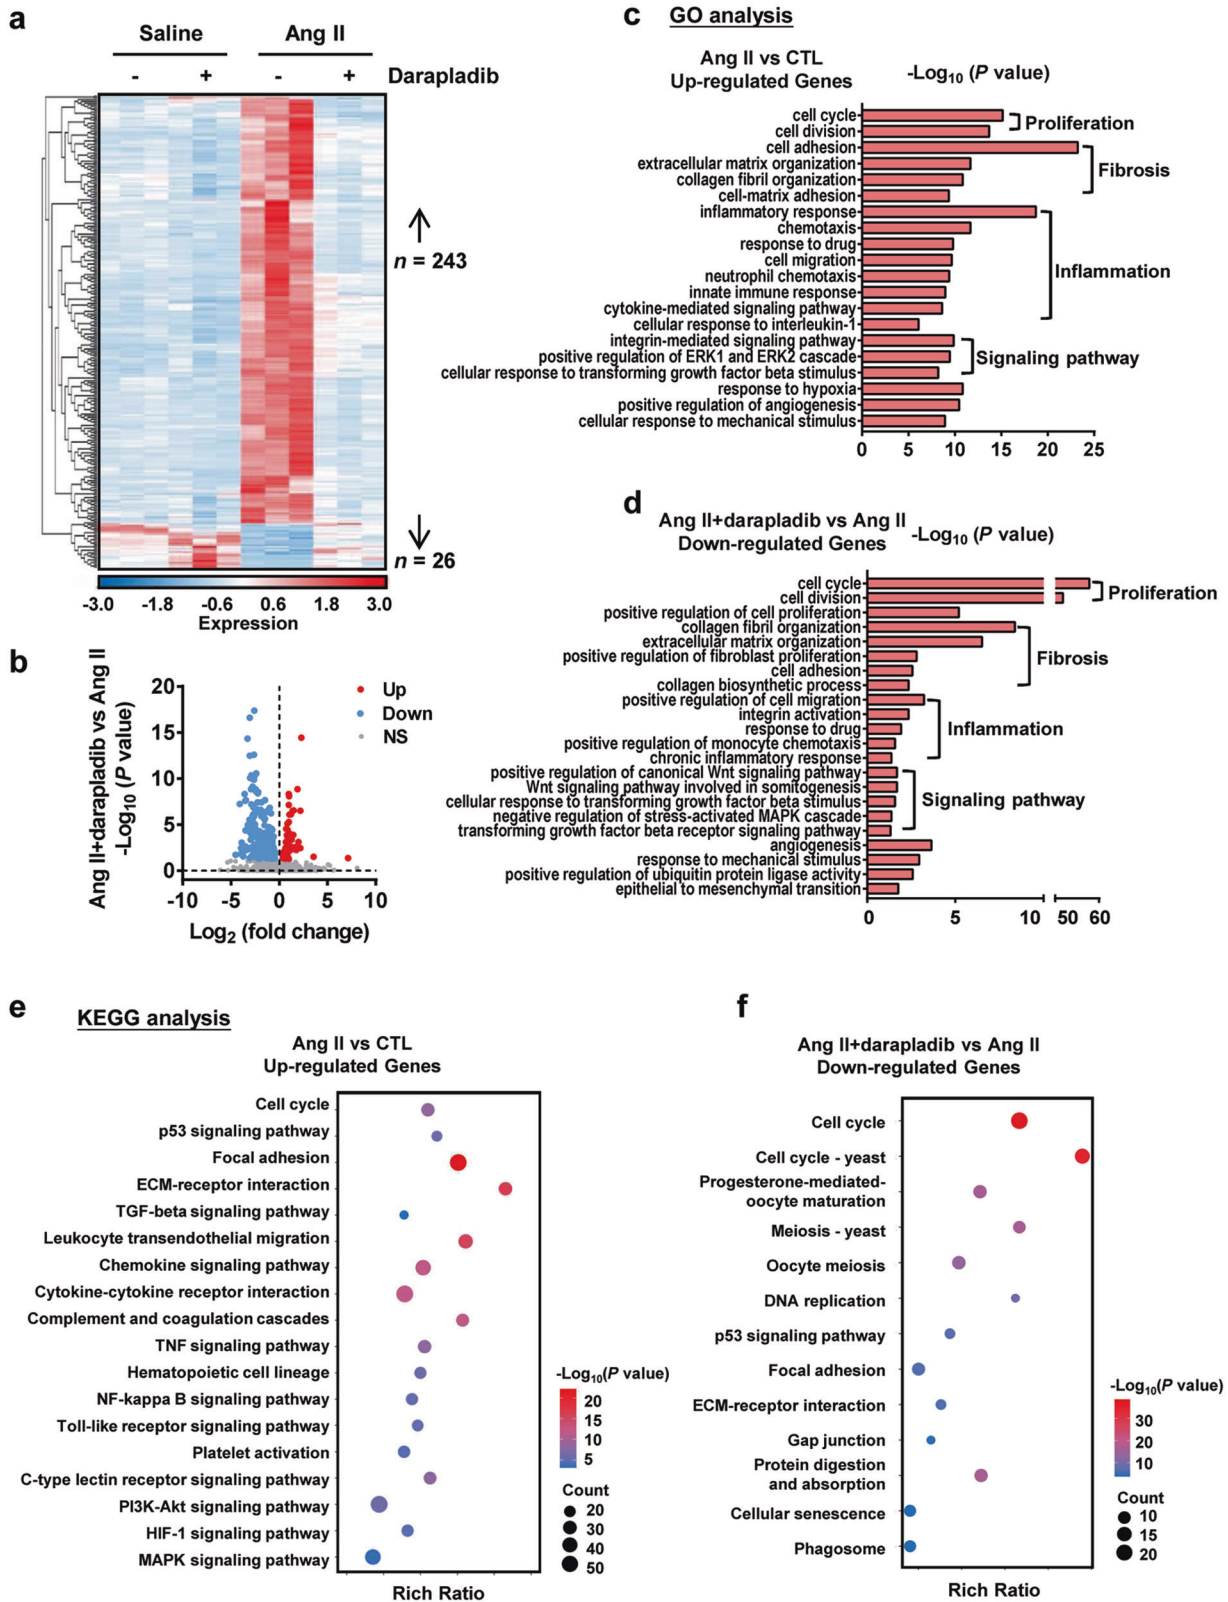 a
Saline
Ang II
-
+
-
+
Darapladib
n = 243
n = 26
-3.0
-1.8
-0.6
0.6
1.8
3.0
Expression
b
Ang II+darapladib vs Ang II
-Log10 (P value)
20
15
10
5
0
-10
-5
0
5
10
Log2 (fold change)
Up
Down
NS
c
GO analysis
Ang II vs CTL
Up-regulated Genes
-Log10 (P value)
cell cycle
cell division
cell adhesion
extracellular matrix organization
collagen fibril organization
cell-matrix adhesion
inflammatory response
chemotaxis
response to drug
cell migration
neutrophil chemotaxis
innate immune response
cytokine-mediated signaling pathway
cellular response to interleukin-1
integrin-mediated signaling pathway
positive regulation of ERK1 and ERK2 cascade
cellular response to transforming growth factor beta stimulus
response to hypoxia
positive regulation of angiogenesis
cellular response to mechanical stimulus
Proliferation
Fibrosis
Inflammation
Signaling pathway
0
5
10
15
20
25
d
Ang II+darapladib vs Ang II
Down-regulated Genes
-Log10 (P value)
cell cycle
cell division
positive regulation of cell proliferation
collagen fibril organization
extracellular matrix organization
positive regulation of fibroblast proliferation
cell adhesion
collagen biosynthetic process
positive regulation of cell migration
integrin activation
response to drug
positive regulation of monocyte chemotaxis
chronic inflammatory response
positive regulation of canonical Wnt signaling pathway
Wnt signaling pathway involved in somitogenesis
cellular response to transforming growth factor beta stimulus
negative regulation of stress-activated MAPK cascade
transforming growth factor beta receptor signaling pathway
angiogenesis
response to mechanical stimulus
positive regulation of ubiquitin protein ligase activity
epithelial to mesenchymal transition
Proliferation
Fibrosis
Inflammation
Signaling pathway
0
5
10
50
60
e
KEGG analysis
Ang II vs CTL
Up-regulated Genes
Cell cycle
p53 signaling pathway
Focal adhesion
ECM-receptor interaction
TGF-beta signaling pathway
Leukocyte transendothelial migration
Chemokine signaling pathway
Cytokine-cytokine receptor interaction
Complement and coagulation cascades
TNF signaling pathway
Hematopoietic cell lineage
NF-kappa B signaling pathway
Toll-like receptor signaling pathway
Platelet activation
C-type lectin receptor signaling pathway
PI3K-Akt signaling pathway
HIF-1 signaling pathway
MAPK signaling pathway
Rich Ratio
-Log10(P value)
20
15
10
5
Count
20
30
40
50
f
Ang II+darapladib vs Ang II
Down-regulated Genes
Cell cycle
Cell cycle - yeast
Progesterone-mediated-
oocyte maturation
Meiosis - yeast
Oocyte meiosis
DNA replication
p53 signaling pathway
Focal adhesion
ECM-receptor interaction
Gap junction
Protein digestion
and absorption
Cellular senescence
Phagosome
Rich Ratio
-Log10(P value)
30
20
10
Count
10
15
20